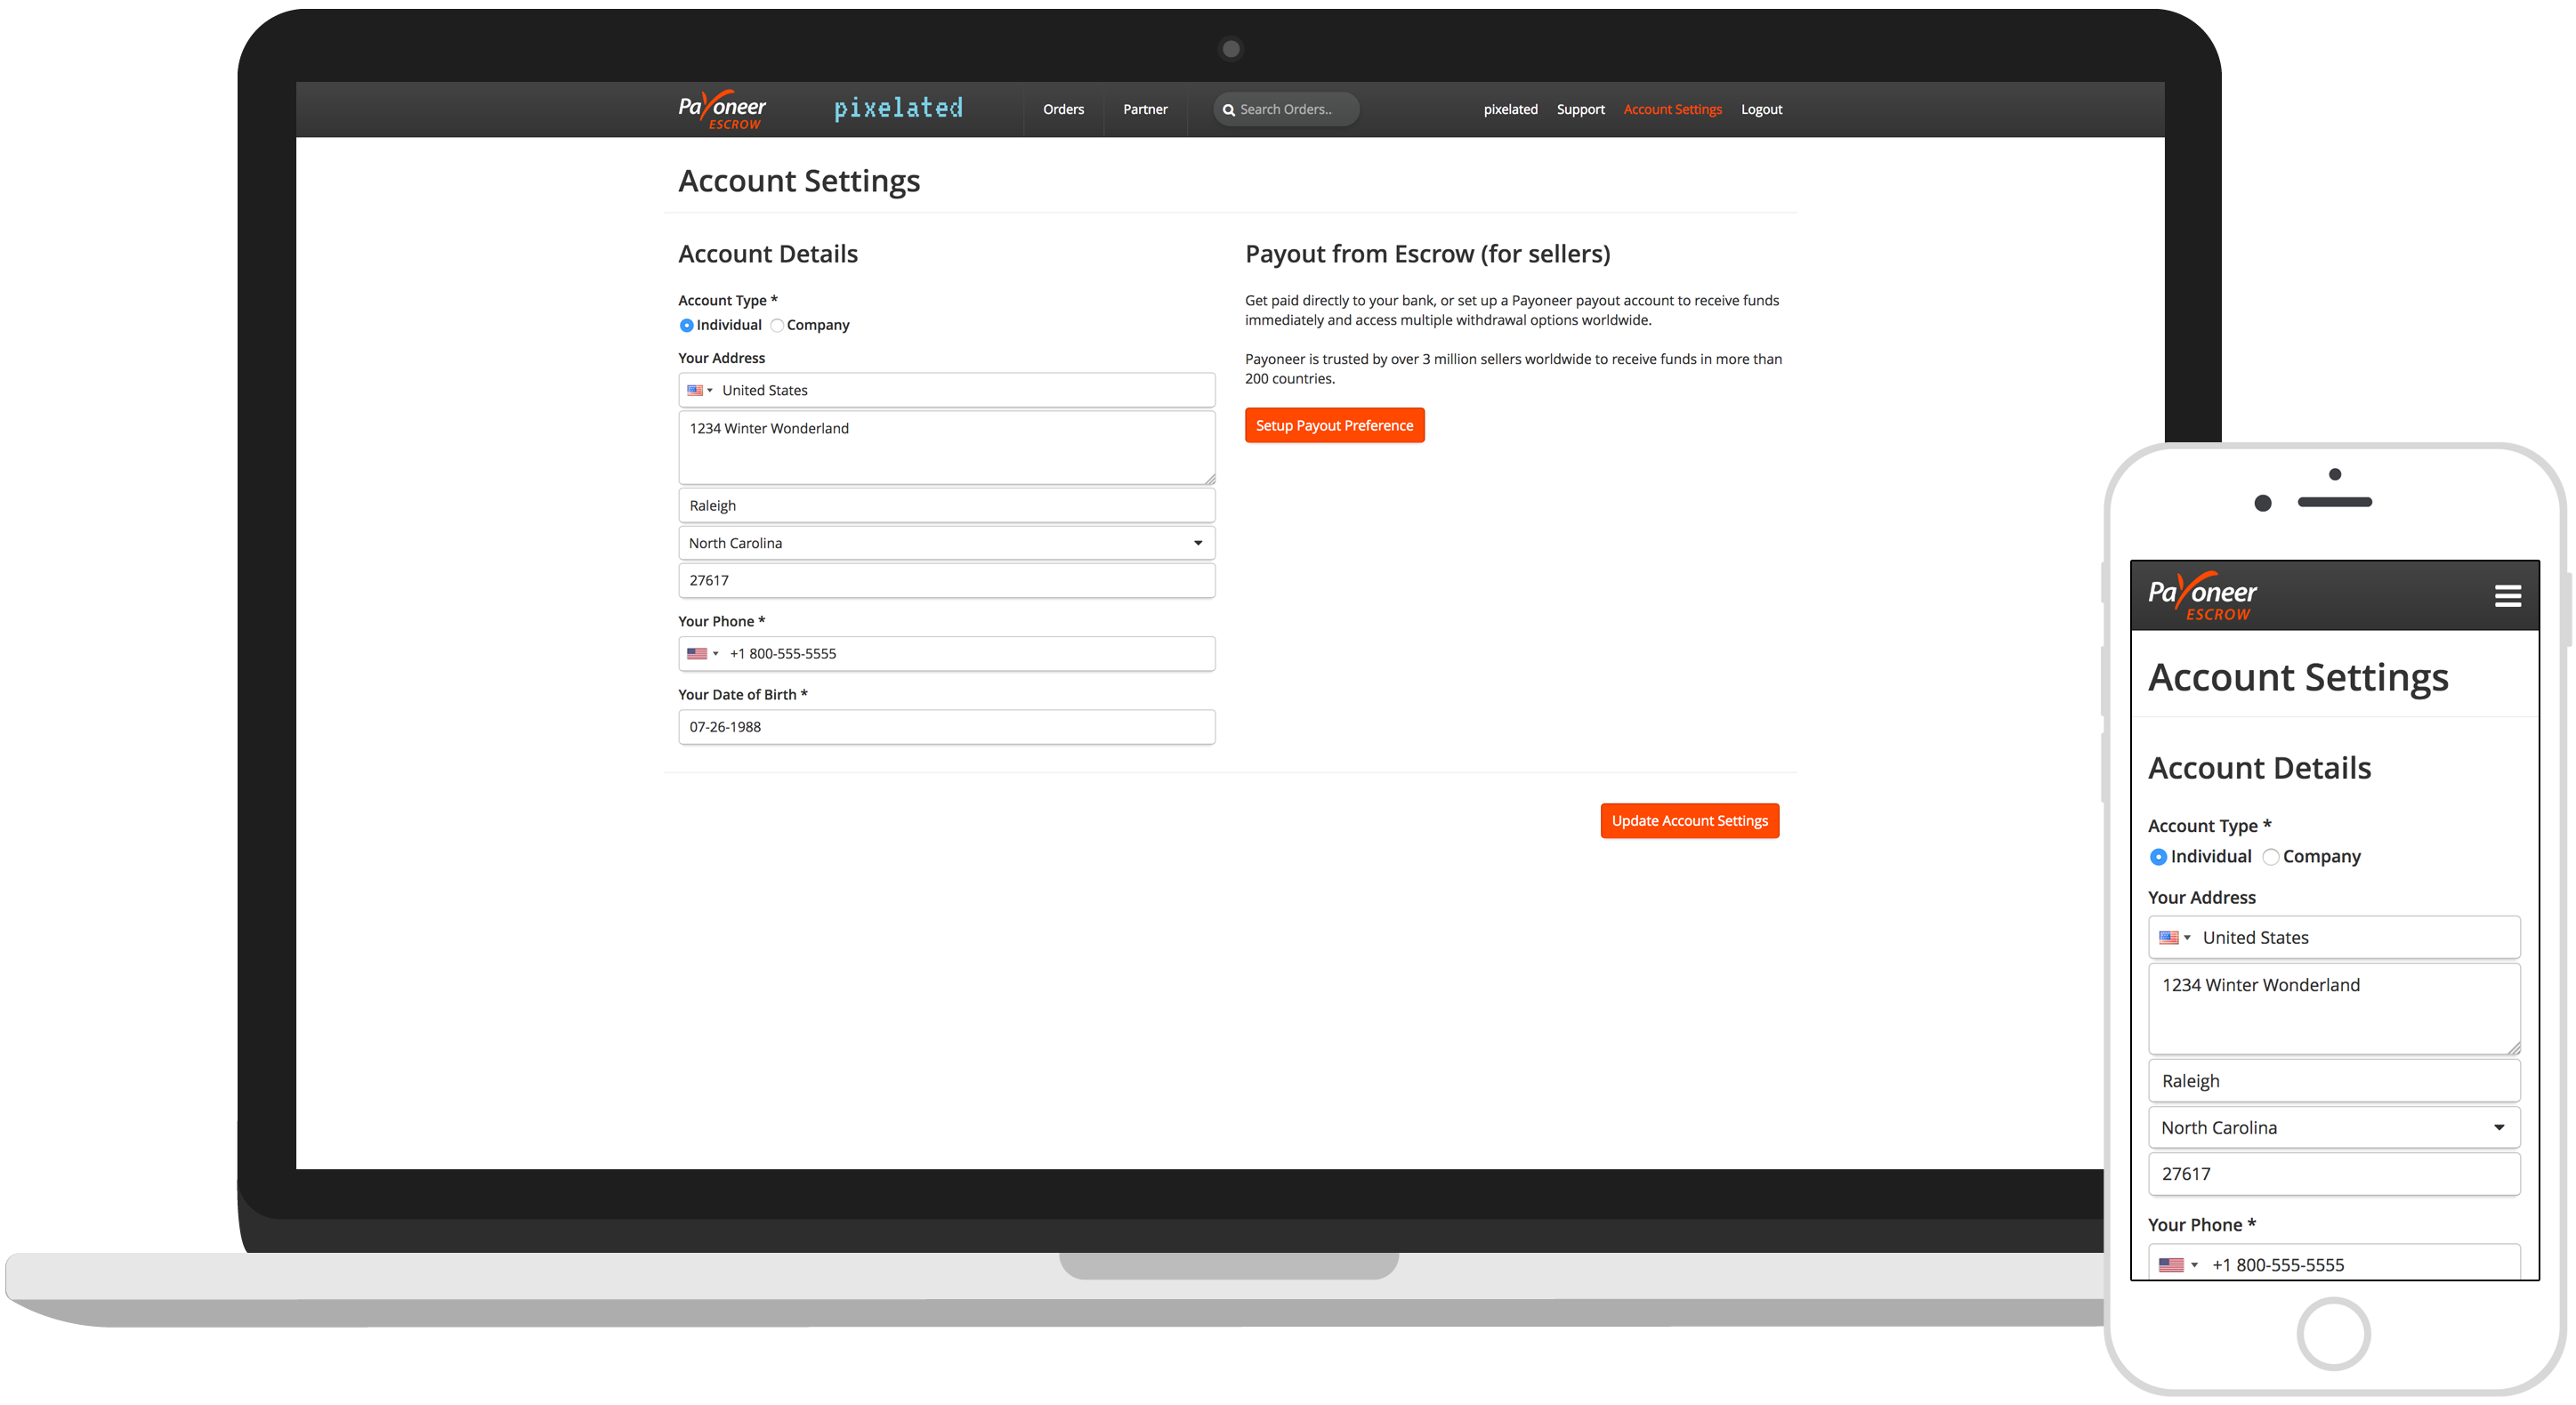 Payoneer
ESCROW
pixelated
Orders
Partner
Search Orders..
pixelated
Support
Account Settings
Logout
Account Settings
Account Details
Account Type *
Individual
Company
Your Address
United States
1234 Winter Wonderland
Raleigh
North Carolina
27617
Your Phone *
+1 800-555-5555
Your Date of Birth *
07-26-1988
Payout from Escrow (for sellers)
Get paid directly to your bank, or set up a Payoneer payout account to receive funds
immediately and access multiple withdrawal options worldwide.
Payoneer is trusted by over 3 million sellers worldwide to receive funds in more than
200 countries.
Setup Payout Preference
Update Account Settings
Payoneer
ESCROW
Account Settings
Account Details
Account Type *
Individual
Company
Your Address
United States
1234 Winter Wonderland
Raleigh
North Carolina
27617
Your Phone *
+1 800-555-5555